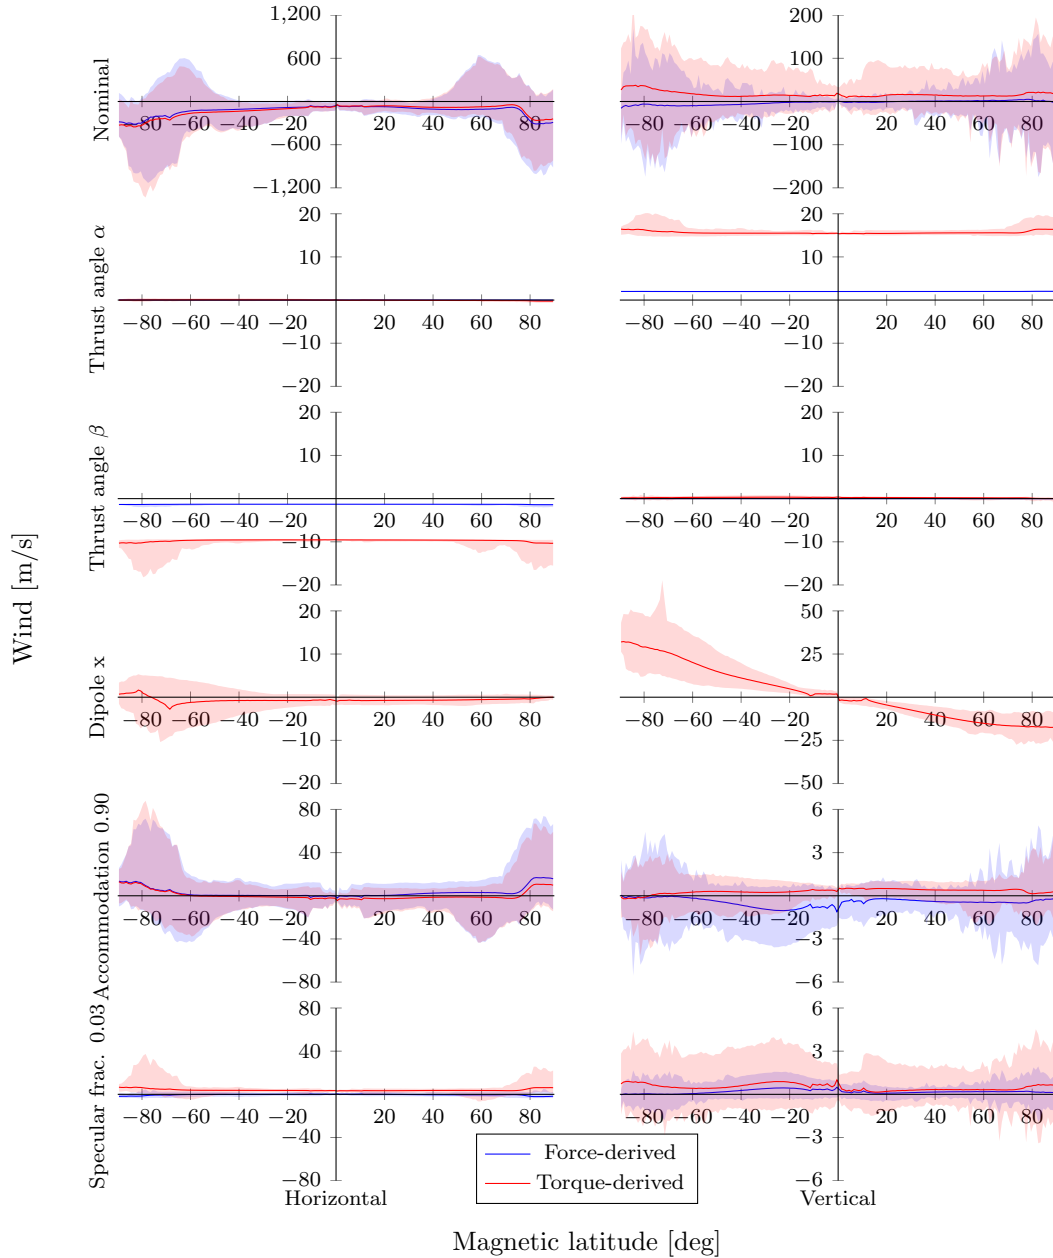 1,200
600
−600
−1,200
−80 −60 −40 −20 20 40 60 80
Nominal
200
100
−100
−200
−80 −60 −40 −20 20 40 60 80
20
10
−10
−20
−80 −60 −40 −20 20 40 60 80
Thrust angle α
20
10
−10
−20
−80 −60 −40 −20 20 40 60 80
20
10
−10
−20
−80 −60 −40 −20 20 40 60 80
Thrust angle β
20
10
−10
−20
−80 −60 −40 −20 20 40 60 80
Wind [m/s]
20
10
−10
−20
−80 −60 −40 −20 20 40 60 80
Dipole x
50
25
−25
−50
−80 −60 −40 −20 20 40 60 80
80
40
−40
−80
−80 −60 −40 −20 20 40 60 80
Accommodation 0.90
6
3
−3
−6
−80 −60 −40 −20 20 40 60 80
80
40
−40
−80
−80 −60 −40 −20 20 40 60 80
Specular frac. 0.03
6
3
−3
−6
−80 −60 −40 −20 20 40 60 80
Force-derived
Torque-derived
Horizontal
Vertical
Magnetic latitude [deg]